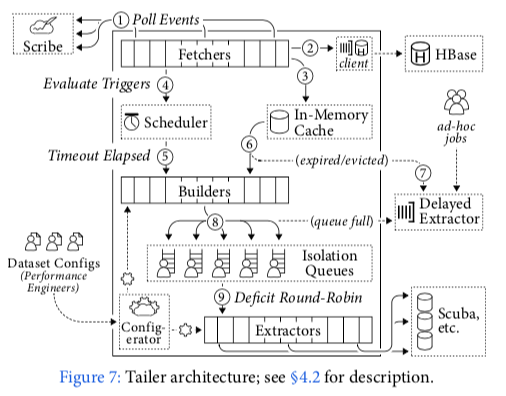 ① Poll Events
Scribe
Fetchers
②
client
HBase
③
Evaluate Triggers ④
In-Memory
Cache
Scheduler
ad-hoc
jobs
⑥
Timeout Elapsed ⑤
(expired/evicted)
⑦
Builders
Delayed
Extractor
⑧
(queue full)
Dataset Configs
(Performance
Engineers)
Isolation
Queues
⑨ Deficit Round-Robin
Config-
erator
Extractors
Scuba,
etc.
Figure 7: Tailer architecture; see §4.2 for description.